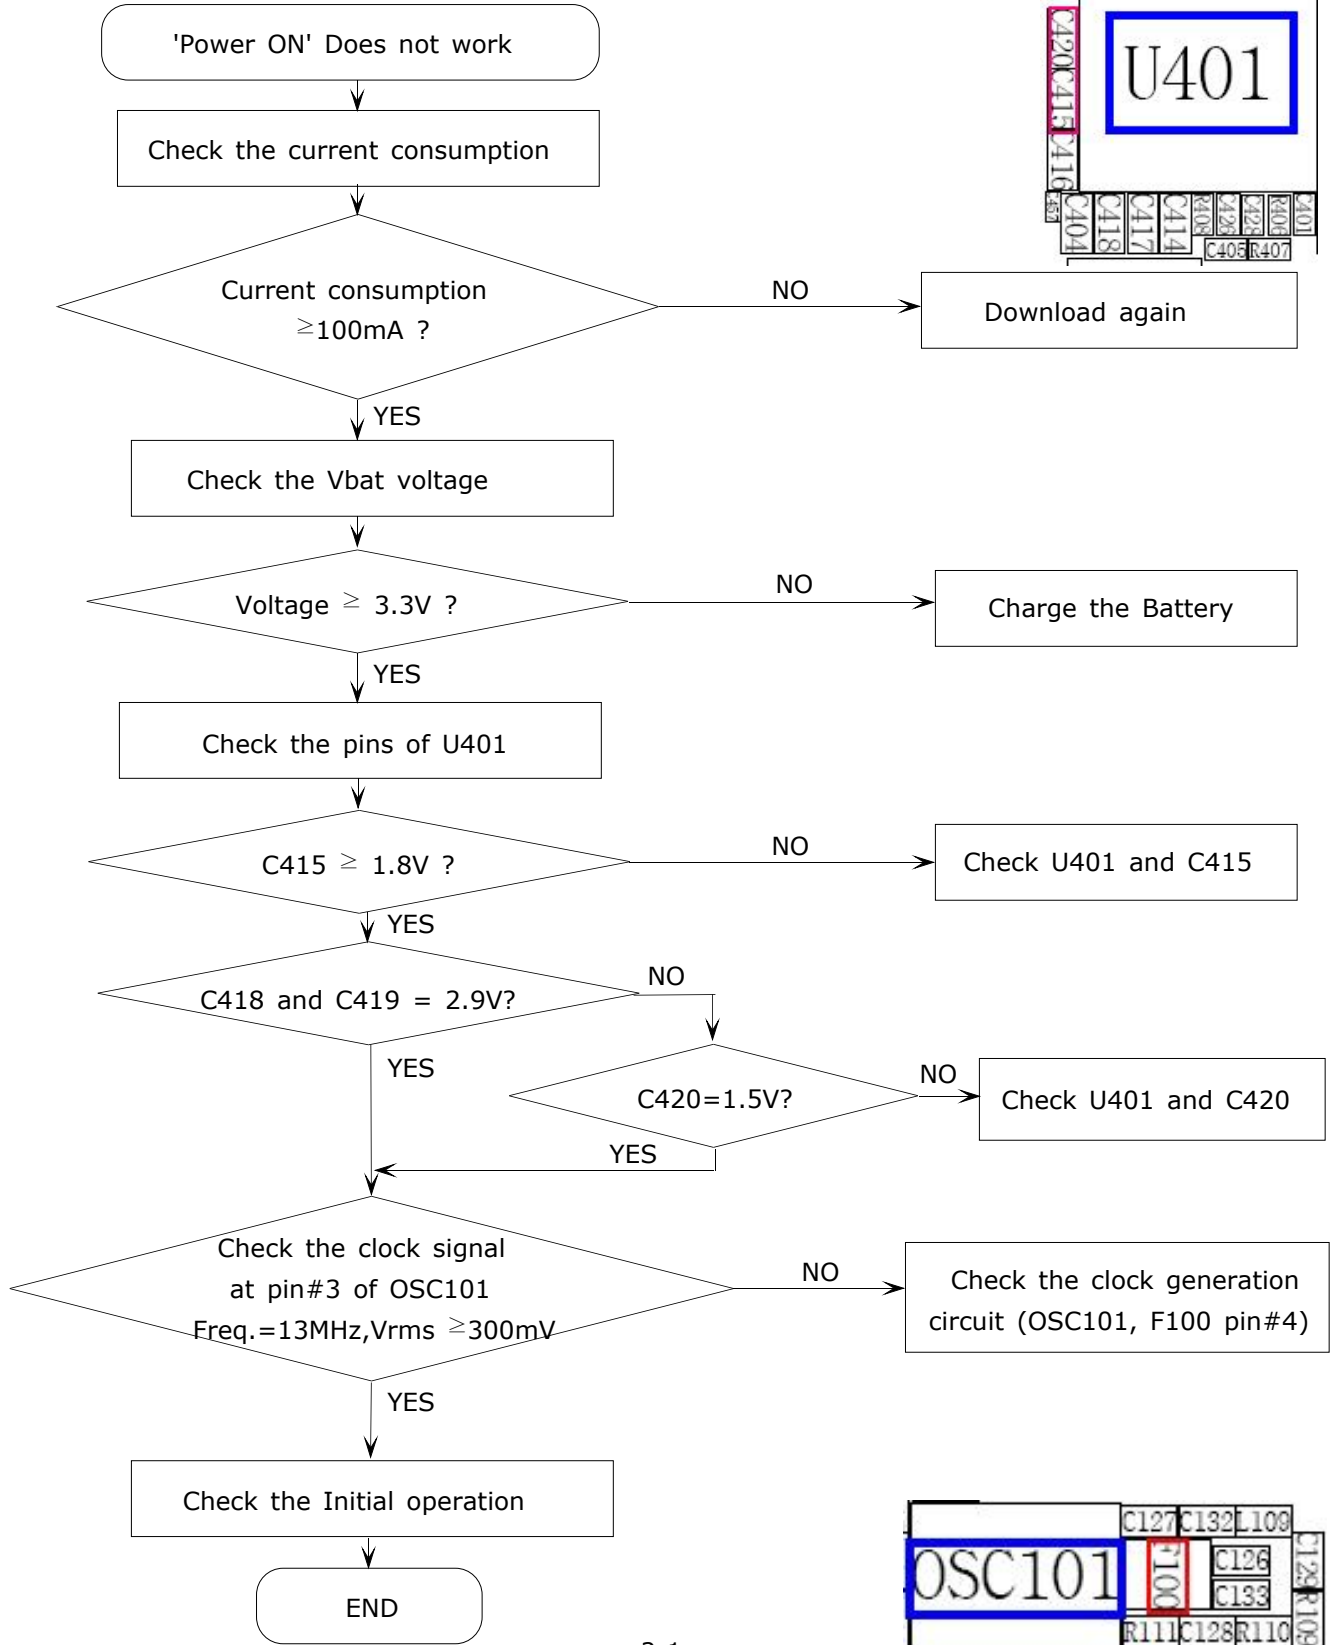 'Power ON' Does not work
Check the current consumption
Current consumption
≥100mA ?
NO
Download again
YES
Check the Vbat voltage
Voltage ≥ 3.3V ?
NO
Charge the Battery
YES
Check the pins of U401
C415 ≥ 1.8V ?
NO
Check U401 and C415
YES
C418 and C419 = 2.9V?
NO
YES
C420=1.5V?
NO
Check U401 and C420
YES
Check the clock signal
at pin#3 of OSC101
Freq.=13MHz,Vrms ≥300mV
NO
Check the clock generation
circuit (OSC101, F100 pin#4)
YES
Check the Initial operation
END
U401
C420
C415
C416
C457
C404
C418
C417
C414
R408
C426
C428
R406
C401
C405
R407
C127
C132
L109
OSC101
F100
C126
C133
C129
R109
R111
C128
R110